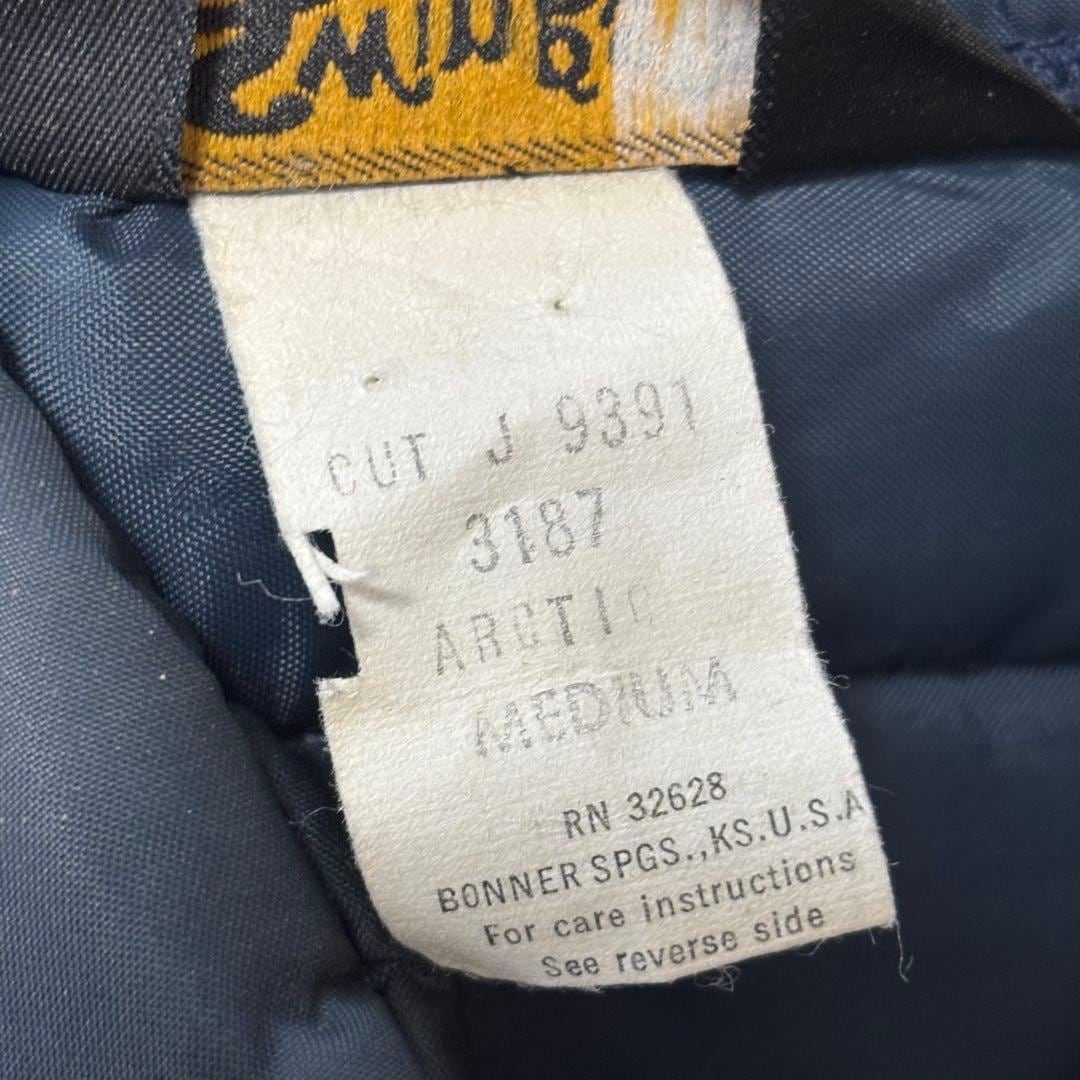 CUT J 9391
3187
ARCTIC
MEDIUM
RN 32628
BONNER SPGS., KS. U.S.A
For care instructions
See reverse side